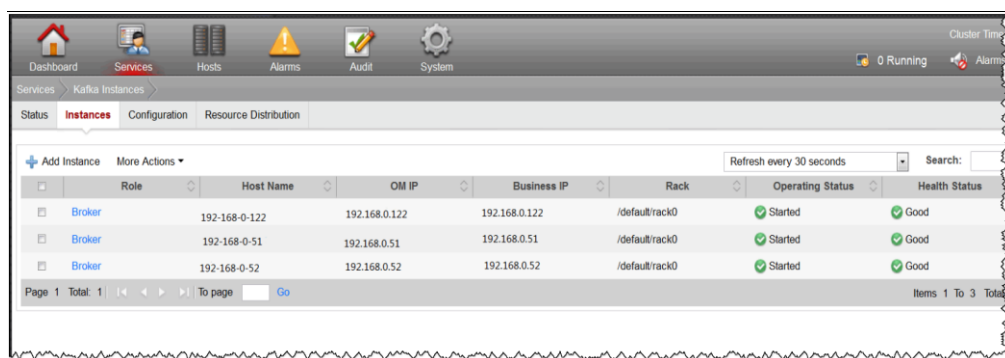 Cluster Time
Dashboard Services Hosts Alarms Audit System 0 Running Alarms
Services Kafka Instances
Status Instances Configuration Resource Distribution
Add Instance More Actions Refresh every 30 seconds Search:
Role Host Name OM IP Business IP Rack Operating Status Health Status
Broker 192-168-0-122 192.168.0.122 192.168.0.122 /default/rack0 Started Good
Broker 192-168-0-51 192.168.0.51 192.168.0.51 /default/rack0 Started Good
Broker 192-168-0-52 192.168.0.52 192.168.0.52 /default/rack0 Started Good
Page 1 Total: 1 To page Go Items 1 To 3 Total